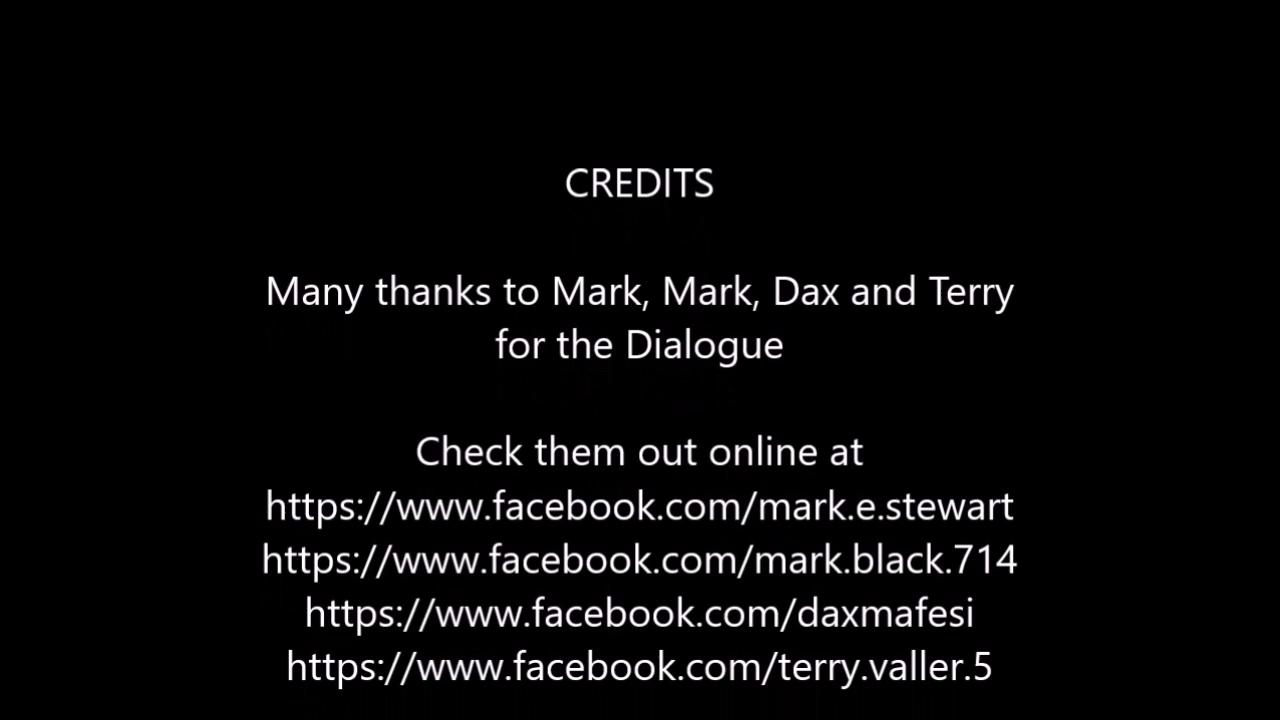 CREDITS
Many thanks to Mark, Mark, Dax and Terry
for the Dialogue
Check them out online at
https://www.facebook.com/mark.e.stewart
https://www.facebook.com/mark.black.714
https://www.facebook.com/daxmafesi
https://www.facebook.com/terry.valler.5